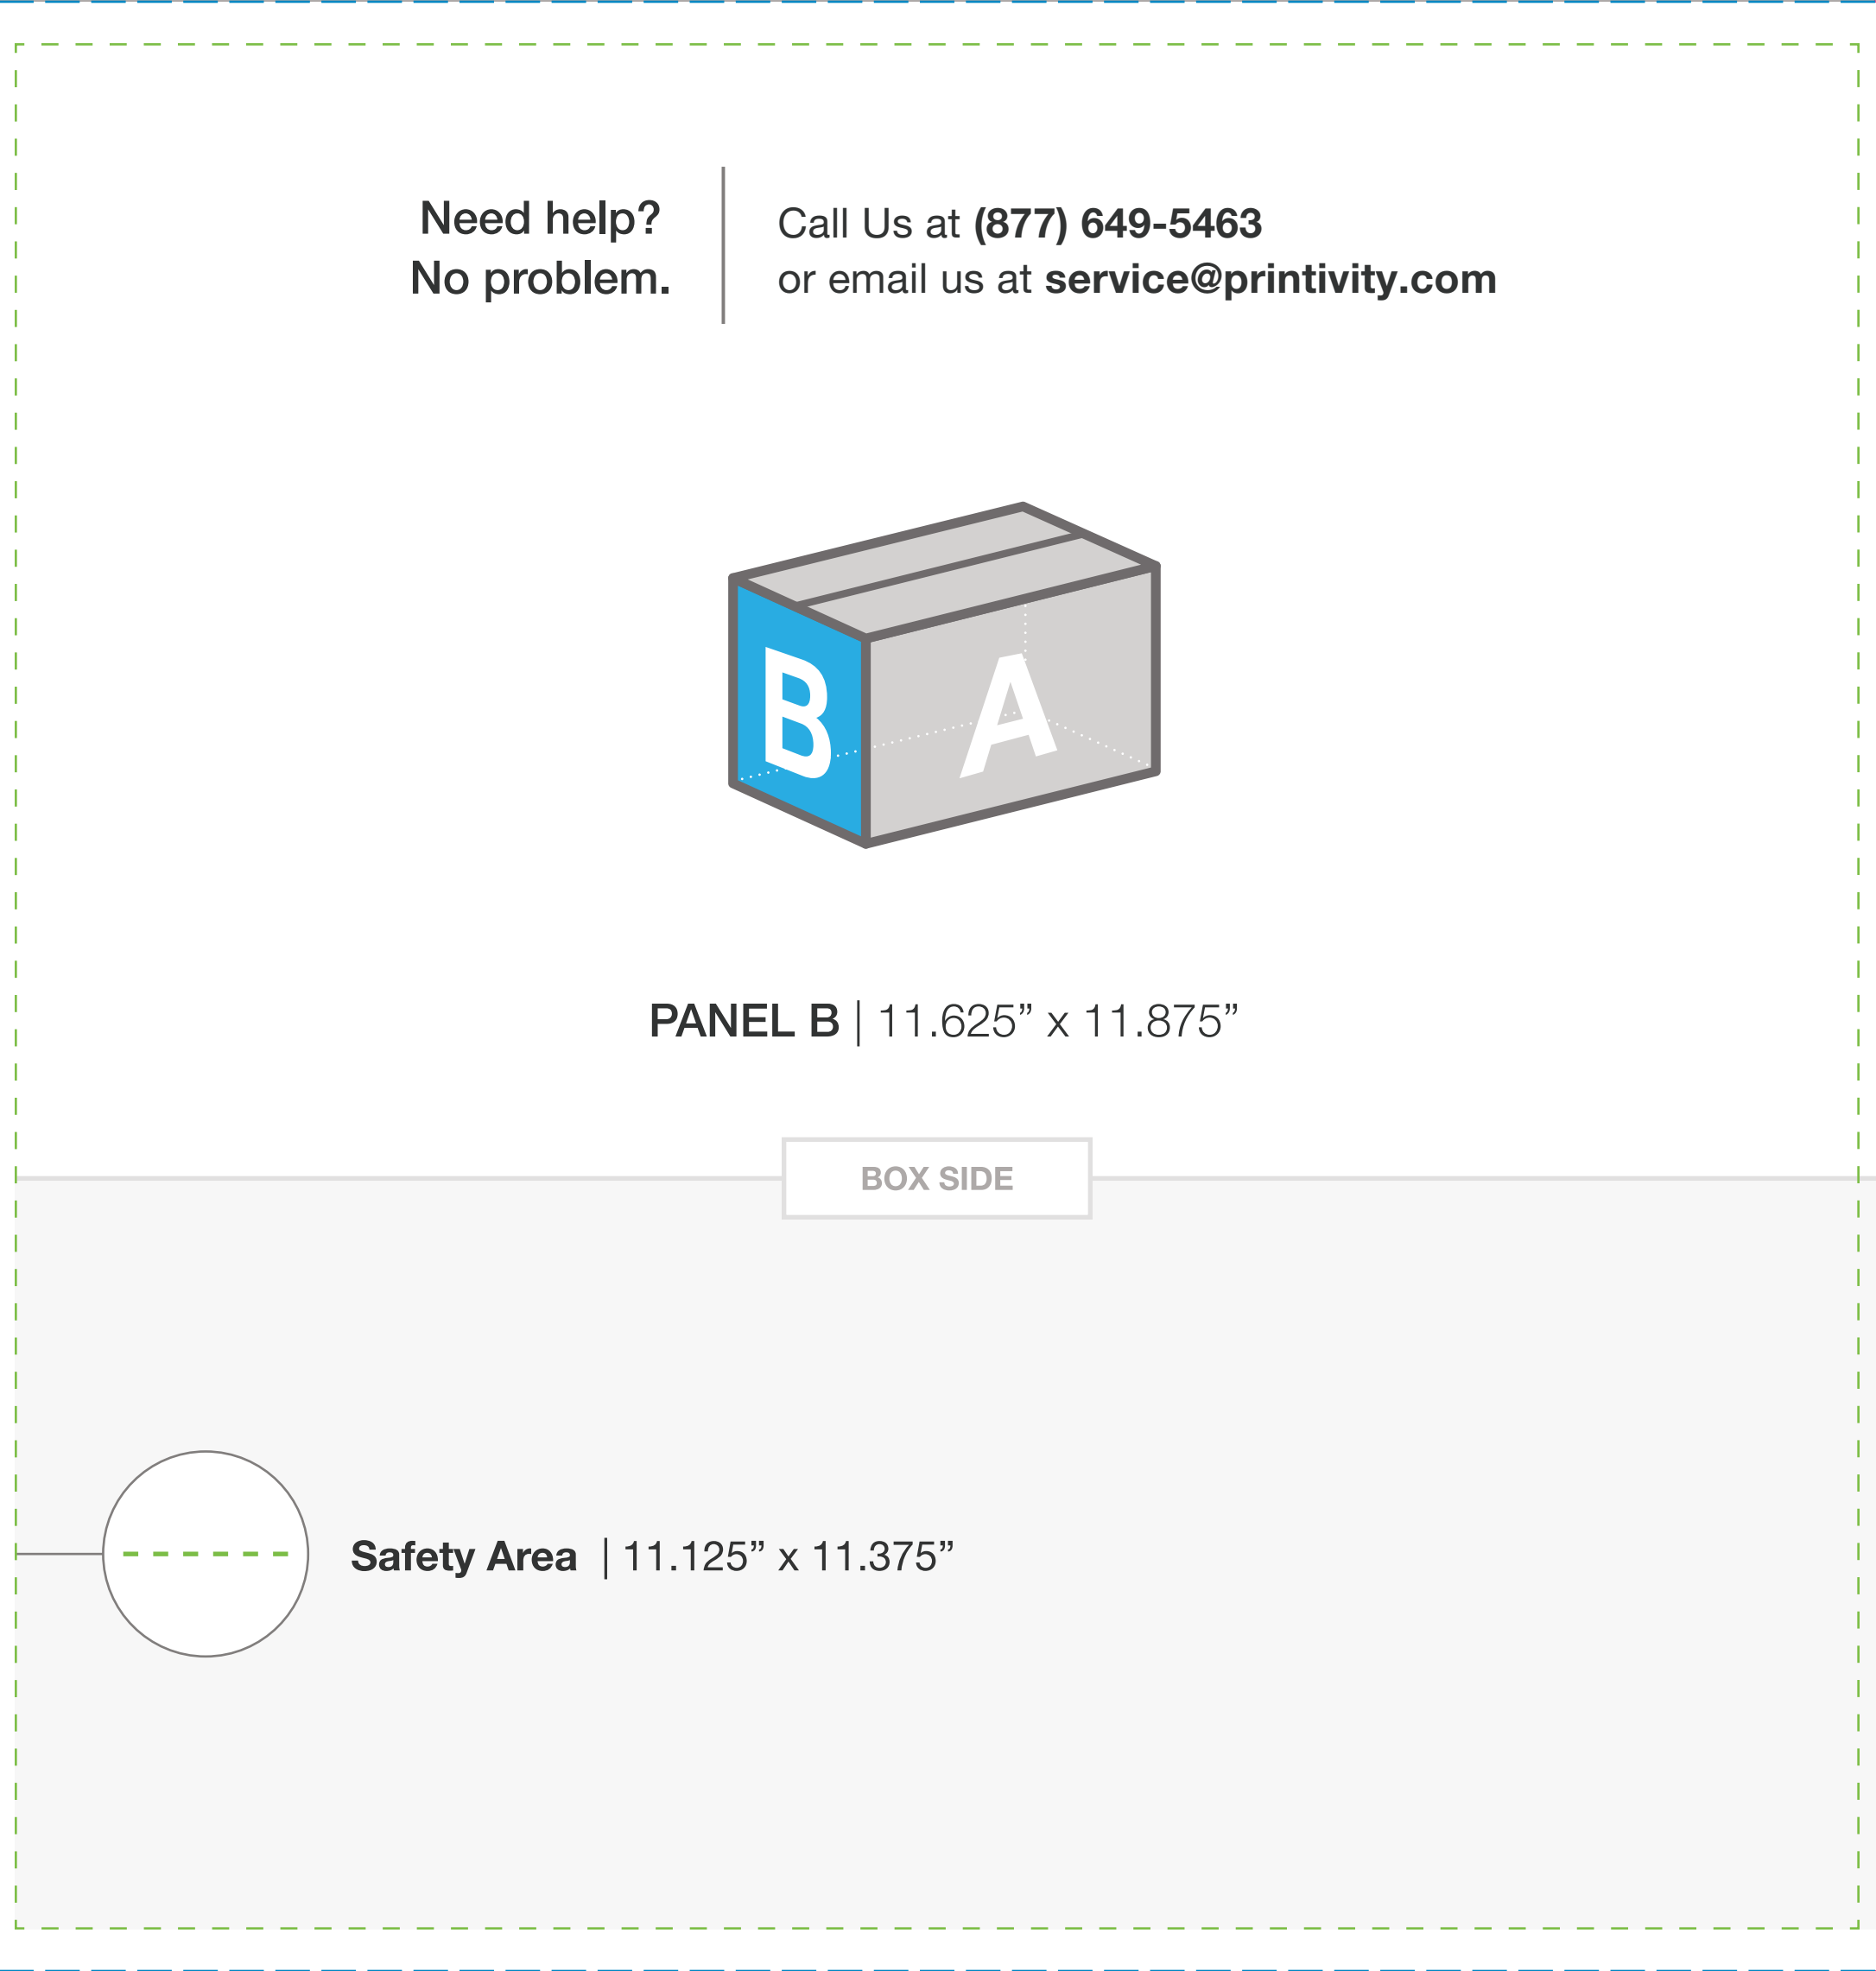 Need help?
No problem.
Call Us at (877) 649-5463
or email us at service@printivity.com
B
A
PANEL B | 11.625” x 11.875”
BOX SIDE
Safety Area | 11.125” x 11.375”